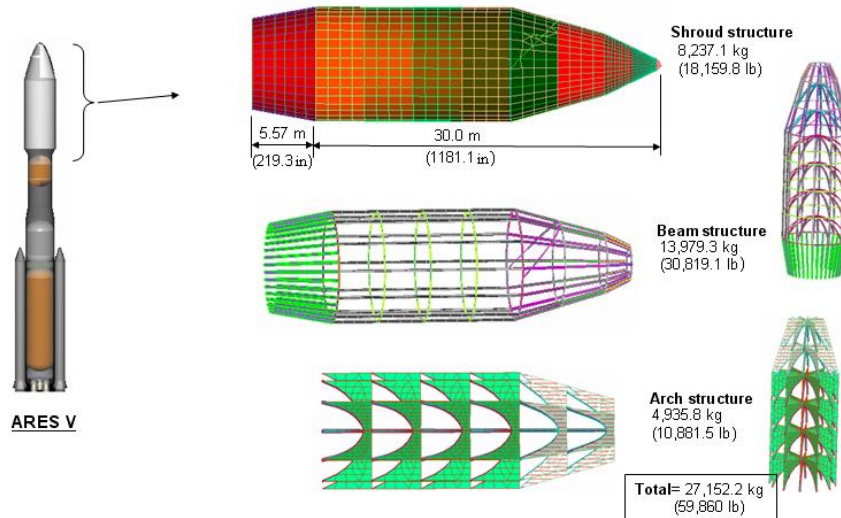 Shroud structure
8,237.1 kg
(18,159.8 lb)
5.57 m
30.0 m
(219.3 in)
(1181.1 in)
Beam structure
13,979.3 kg
(30,819.1 lb)
Arch structure
4,935.8 kg
(10,881.5 lb)
ARES V
Total= 27,152.2 kg
(59,860 lb)